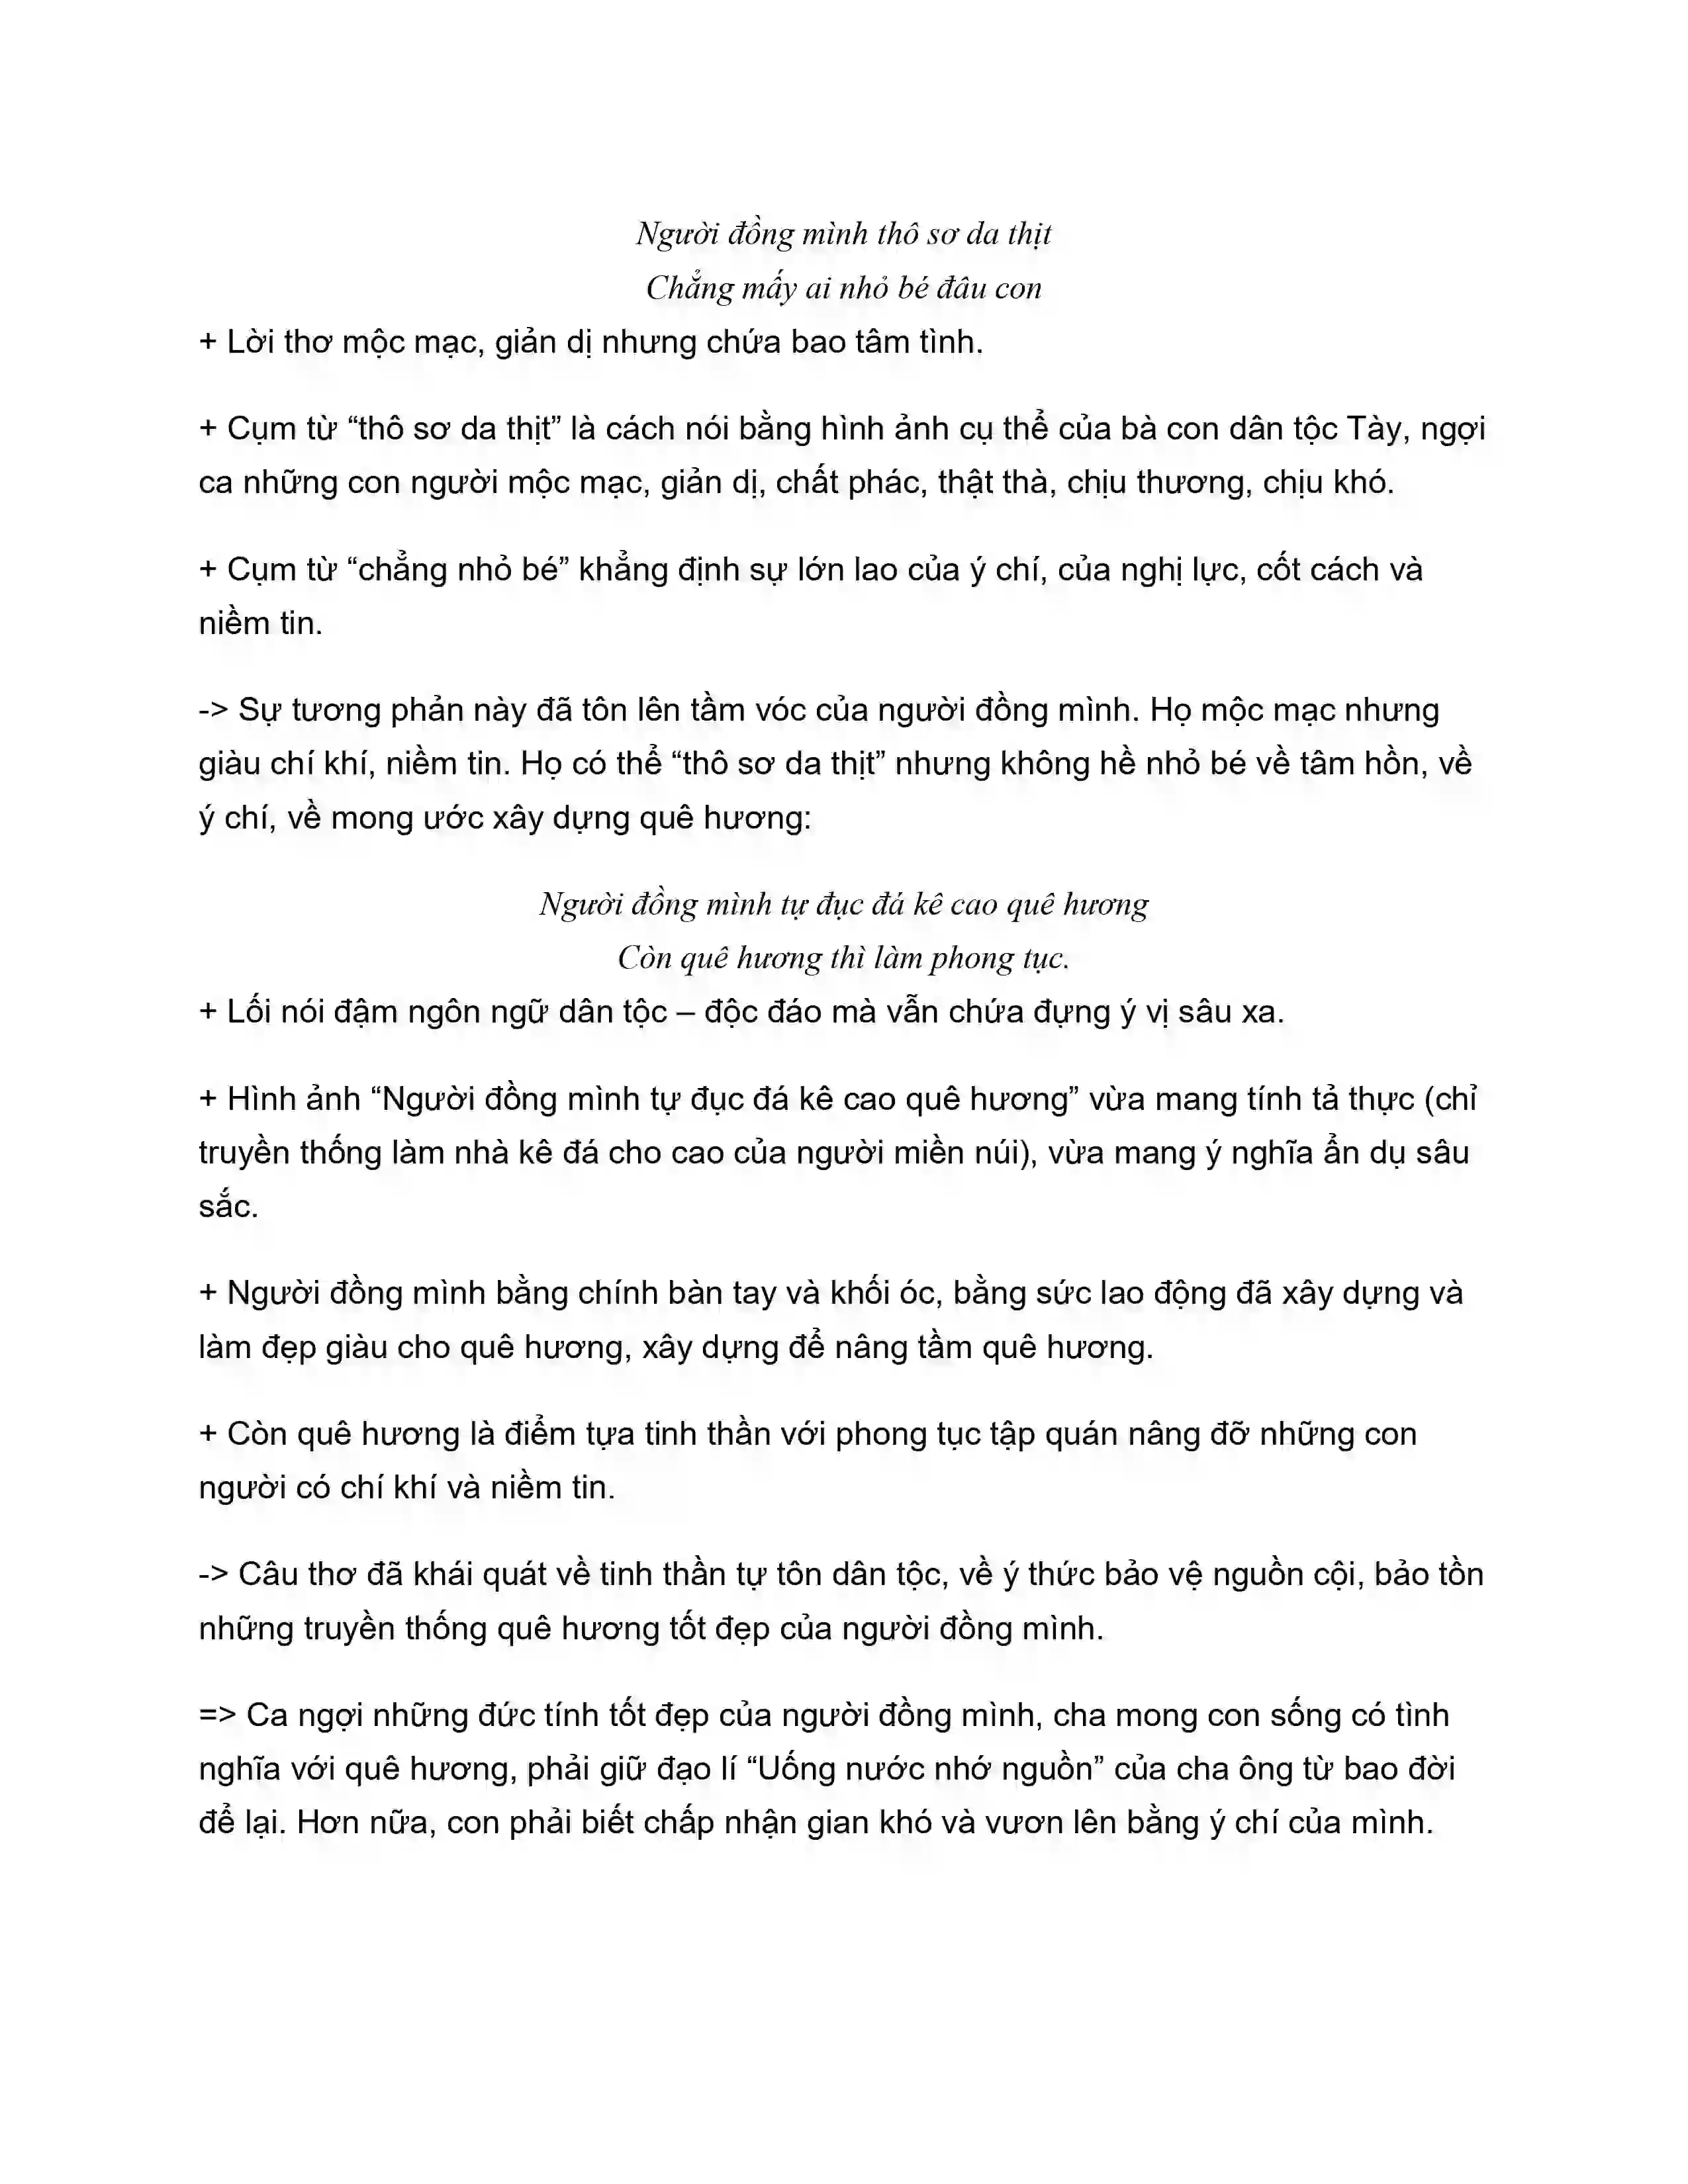 Người đồng mình thô sơ da thịt
Chẳng mấy ai nhỏ bé đâu con
+ Lời thơ mộc mạc, giản dị nhưng chứa bao tâm tình.
+ Cụm từ “thô sơ da thịt” là cách nói bằng hình ảnh cụ thể của bà con dân tộc Tày, ngợi
ca những con người mộc mạc, giản dị, chất phác, thật thà, chịu thương, chịu khó.
+ Cụm từ “chẳng nhỏ bé” khẳng định sự lớn lao của ý chí, của nghị lực, cốt cách và
niềm tin.
-> Sự tương phản này đã tôn lên tầm vóc của người đồng mình. Họ mộc mạc nhưng
giàu chí khí, niềm tin. Họ có thể “thô sơ da thịt” nhưng không hề nhỏ bé về tâm hồn, về
ý chí, về mong ước xây dựng quê hương:
Người đồng mình tự đục đá kê cao quê hương
Còn quê hương thì làm phong tục.
+ Lối nói đậm ngôn ngữ dân tộc – độc đáo mà vẫn chứa đựng ý vị sâu xa.
+ Hình ảnh “Người đồng mình tự đục đá kê cao quê hương” vừa mang tính tả thực (chỉ
truyền thống làm nhà kê đá cho cao của người miền núi), vừa mang ý nghĩa ẩn dụ sâu
sắc.
+ Người đồng mình bằng chính bàn tay và khối óc, bằng sức lao động đã xây dựng và
làm đẹp giàu cho quê hương, xây dựng để nâng tầm quê hương.
+ Còn quê hương là điểm tựa tinh thần với phong tục tập quán nâng đỡ những con
người có chí khí và niềm tin.
-> Câu thơ đã khái quát về tinh thần tự tôn dân tộc, về ý thức bảo vệ nguồn cội, bảo tồn
những truyền thống quê hương tốt đẹp của người đồng mình.
=> Ca ngợi những đức tính tốt đẹp của người đồng mình, cha mong con sống có tình
nghĩa với quê hương, phải giữ đạo lí “Uống nước nhớ nguồn” của cha ông từ bao đời
để lại. Hơn nữa, con phải biết chấp nhận gian khó và vươn lên bằng ý chí của mình.